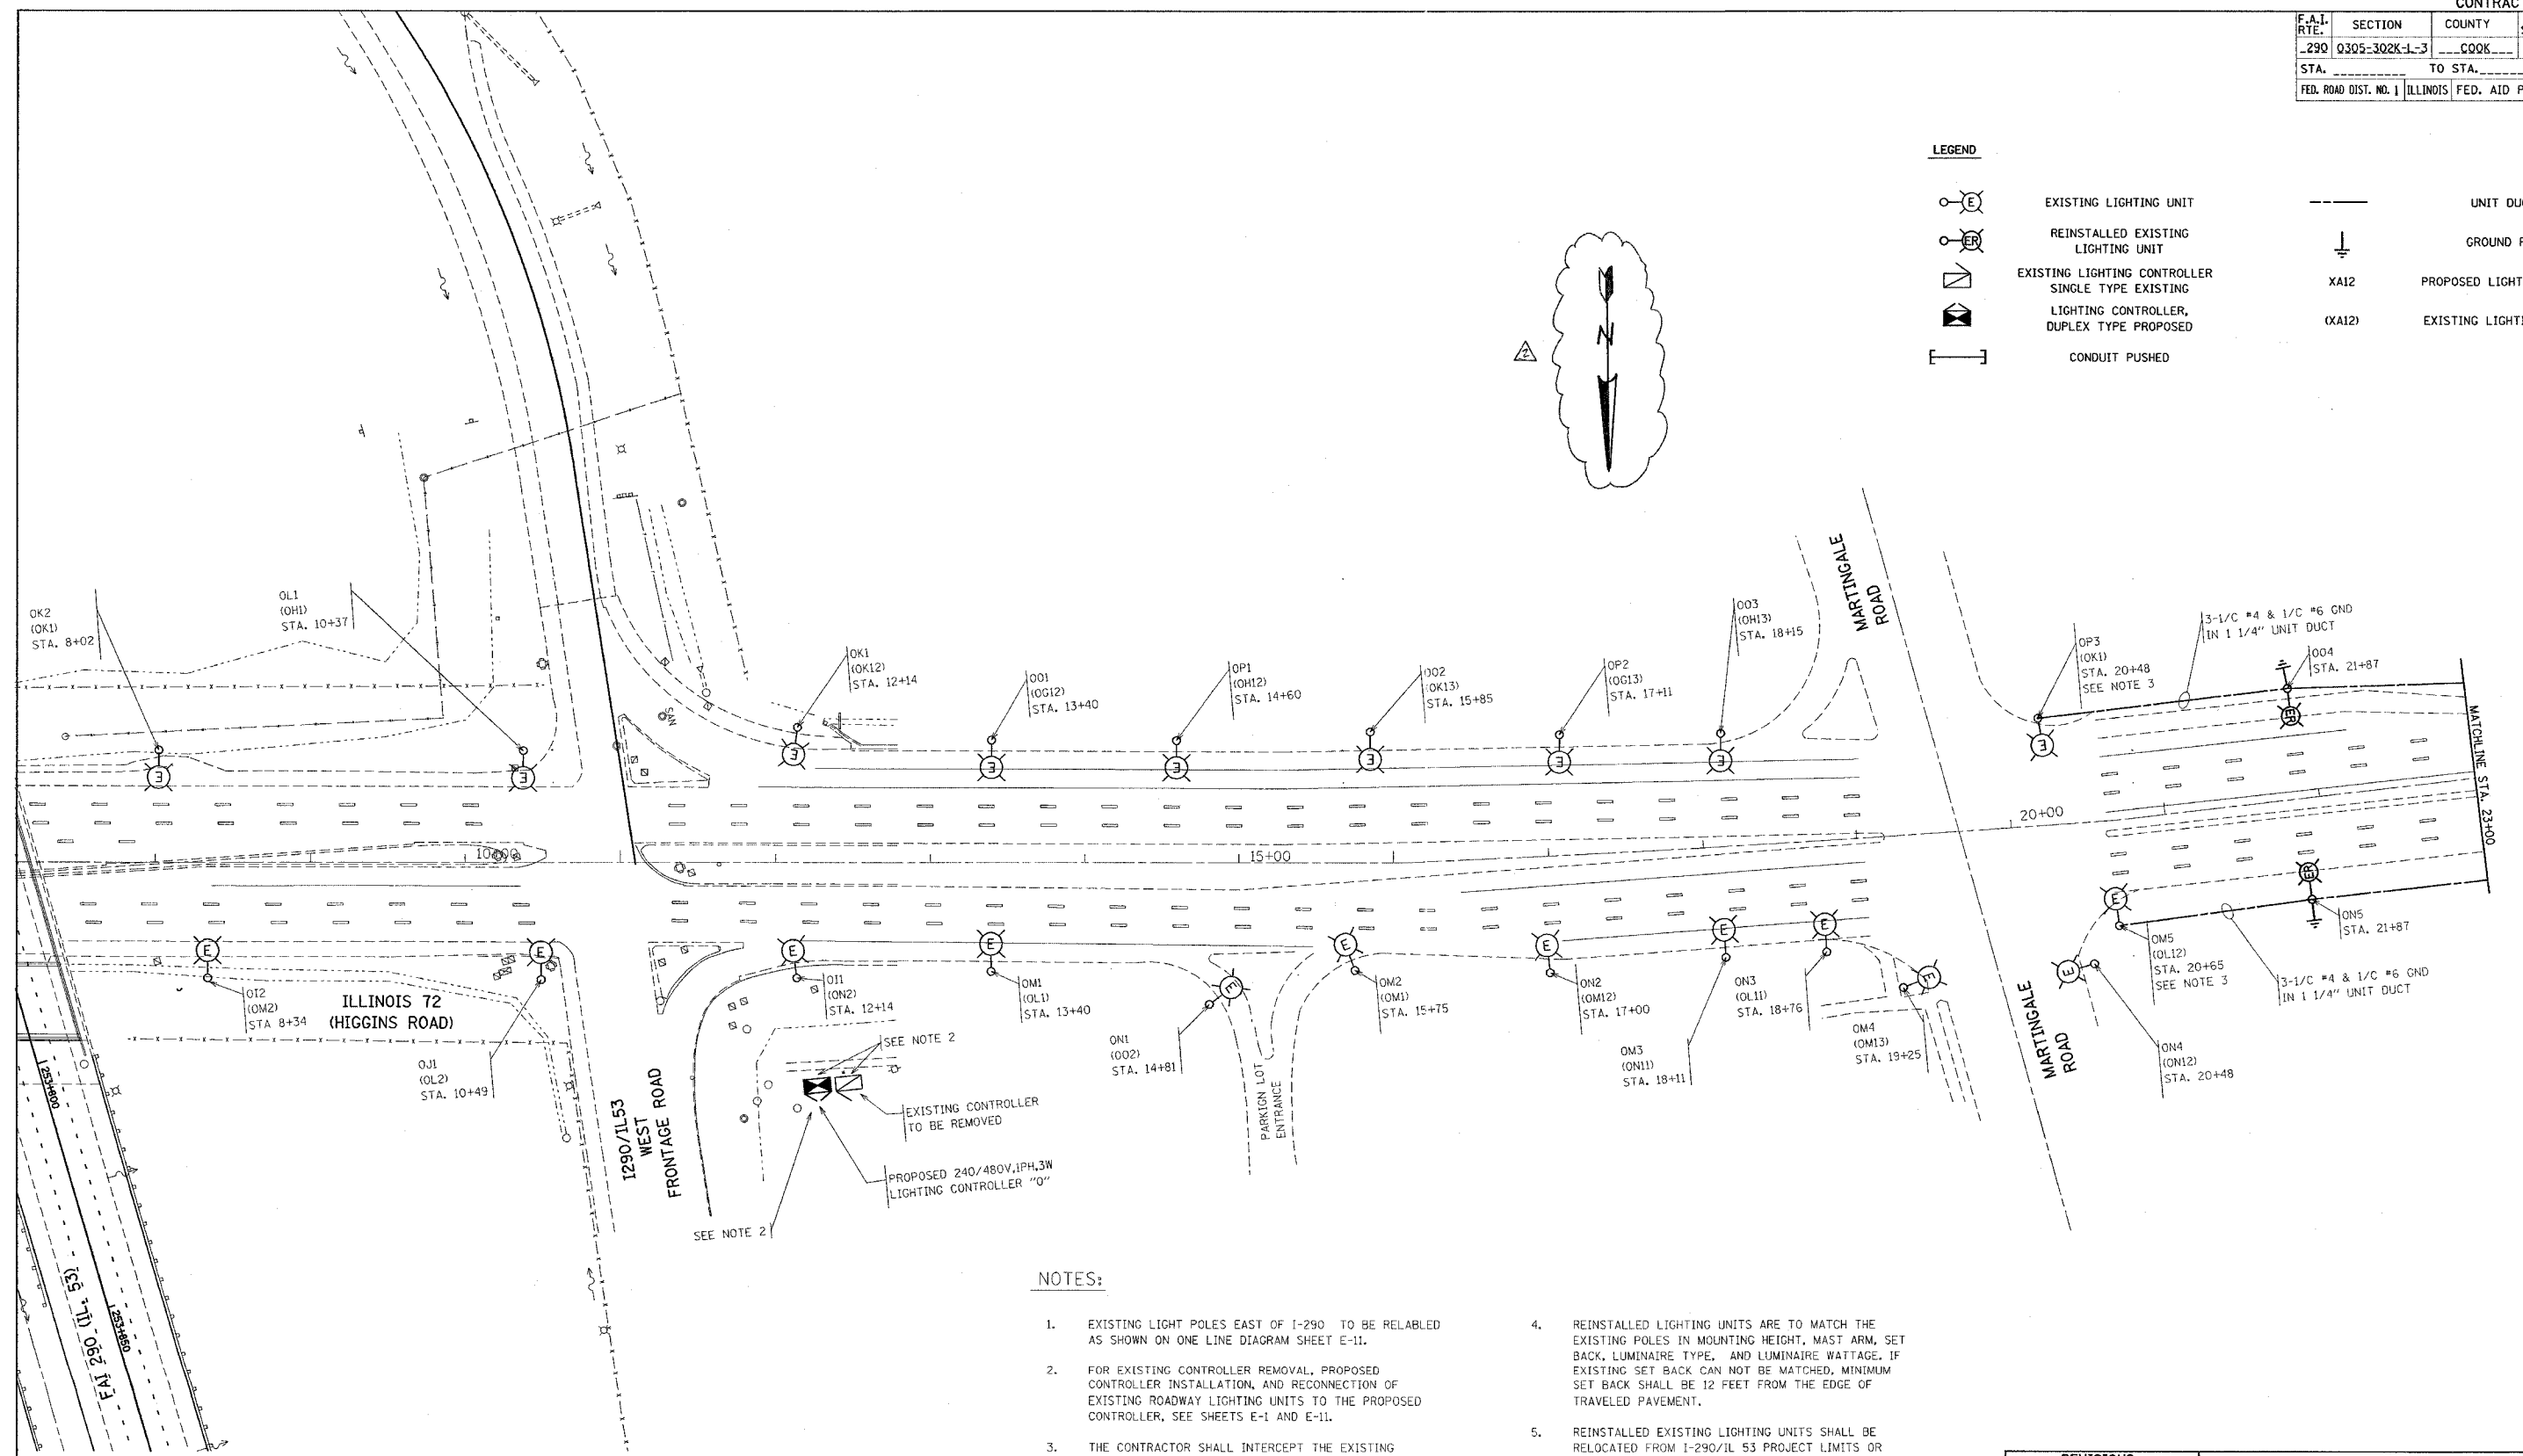 CONTRAC
F.A.I. RTE. SECTION COUNTY
290 0305-302K-L-3 COOK
STA. TO STA.
FED. ROAD DIST. NO. 1 ILLINOIS FED. AID P
LEGEND
E EXISTING LIGHTING UNIT
UNIT DU
ER REINSTALLED EXISTING
LIGHTING UNIT
GROUND R
EXISTING LIGHTING CONTROLLER
SINGLE TYPE EXISTING
XA12 PROPOSED LIGHT
LIGHTING CONTROLLER,
DUPLEX TYPE PROPOSED
(XA12) EXISTING LIGHTI
CONDUIT PUSHED
2
N
OK2
(OK1)
STA. 8+02
OL1
(OH1)
STA. 10+37
SAN
OK1
(OK12)
STA. 12+14
OO1
(OG12)
STA. 13+40
OP1
(OH12)
STA. 14+60
OO2
(OK13)
STA. 15+85
OP2
(OG13)
STA. 17+11
OO3
(OH13)
STA. 18+15
MARTINGALE
ROAD
OP3
(OK1)
STA. 20+48
SEE NOTE 3
3-1/C #4 & 1/C #6 GND
IN 1 1/4" UNIT DUCT
OO4
STA. 21+87
MATCHLINE STA. 23+00
10+00
15+00
20+00
OI2
(OM2)
STA 8+34
ILLINOIS 72
(HIGGINS ROAD)
OJ1
(OL2)
STA. 10+49
OI1
(ON2)
STA. 12+14
OM1
(OL1)
STA. 13+40
ON1
(OO2)
STA. 14+81
OM2
(OM1)
STA. 15+75
ON2
(OM12)
STA. 17+00
OM3
(ON11)
STA. 18+11
ON3
(OL11)
STA. 18+76
OM4
(OM13)
STA. 19+25
OM5
(OL12)
STA. 20+65
SEE NOTE 3
ON5
STA. 21+87
3-1/C #4 & 1/C #6 GND
IN 1 1/4" UNIT DUCT
ON4
(ON12)
STA. 20+48
MARTINGALE
ROAD
PARKIGN LOT
ENTRANCE
SEE NOTE 2
EXISTING CONTROLLER
TO BE REMOVED
PROPOSED 240/480V,1PH,3W
LIGHTING CONTROLLER "O"
SEE NOTE 2
I290/IL53
WEST
FRONTAGE ROAD
253+800
253+850
FAI 290 (IL. 53)
NOTES:
1. EXISTING LIGHT POLES EAST OF I-290 TO BE RELABLED
AS SHOWN ON ONE LINE DIAGRAM SHEET E-11.
2. FOR EXISTING CONTROLLER REMOVAL, PROPOSED
CONTROLLER INSTALLATION, AND RECONNECTION OF
EXISTING ROADWAY LIGHTING UNITS TO THE PROPOSED
CONTROLLER, SEE SHEETS E-1 AND E-11.
3. THE CONTRACTOR SHALL INTERCEPT THE EXISTING
4. REINSTALLED LIGHTING UNITS ARE TO MATCH THE
EXISTING POLES IN MOUNTING HEIGHT, MAST ARM, SET
BACK, LUMINAIRE TYPE, AND LUMINAIRE WATTAGE. IF
EXISTING SET BACK CAN NOT BE MATCHED, MINIMUM
SET BACK SHALL BE 12 FEET FROM THE EDGE OF
TRAVELED PAVEMENT.
5. REINSTALLED EXISTING LIGHTING UNITS SHALL BE
RELOCATED FROM I-290/IL 53 PROJECT LIMITS OR
REVISIONS